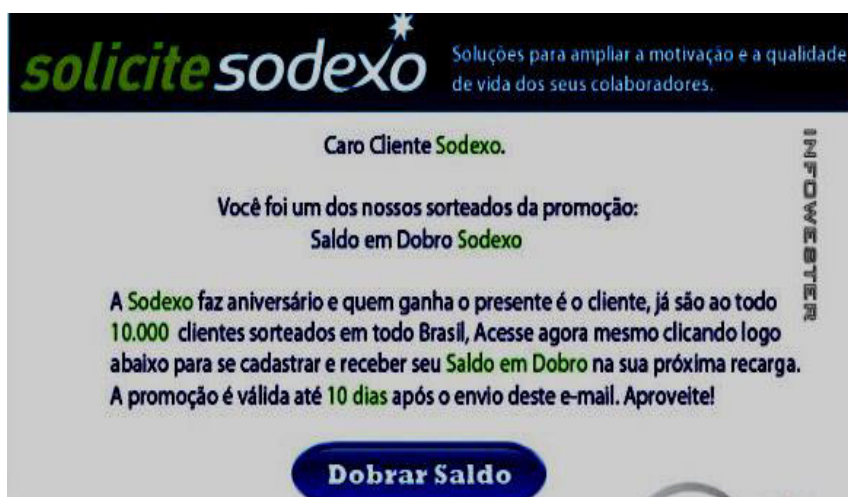 solicite sodexo
Soluções para ampliar a motivação e a qualidade
de vida dos seus colaboradores.
Caro Cliente Sodexo.
Você foi um dos nossos sorteados da promoção:
Saldo em Dobro Sodexo
A Sodexo faz aniversário e quem ganha o presente é o cliente, já são ao todo
10.000 clientes sorteados em todo Brasil, Acesse agora mesmo clicando logo
abaixo para se cadastrar e receber seu Saldo em Dobro na sua próxima recarga.
A promoção é válida até 10 dias após o envio deste e-mail. Aproveite!
Dobrar Saldo
INFOWESTER